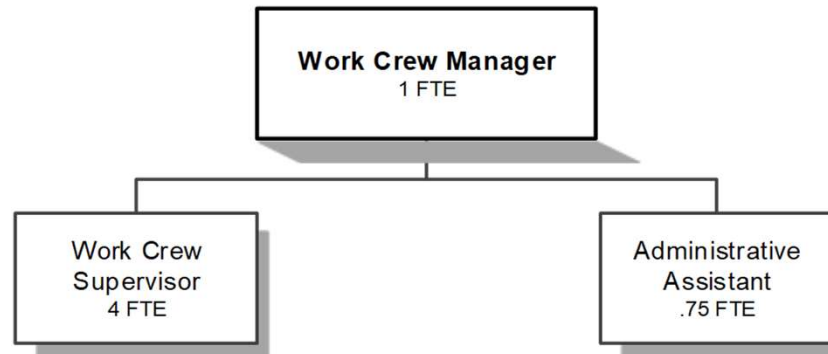 Work Crew Manager
1 FTE
Work Crew
Supervisor
4 FTE
Administrative
Assistant
.75 FTE